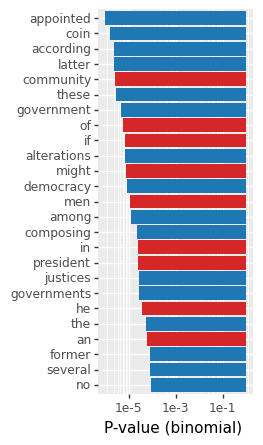 appointed
coin
according
latter
community
these
government
of
if
alterations
might
democracy
men
among
composing
in
president
justices
governments
he
the
an
former
several
no
1e-5 1e-3 1e-1
P-value (binomial)